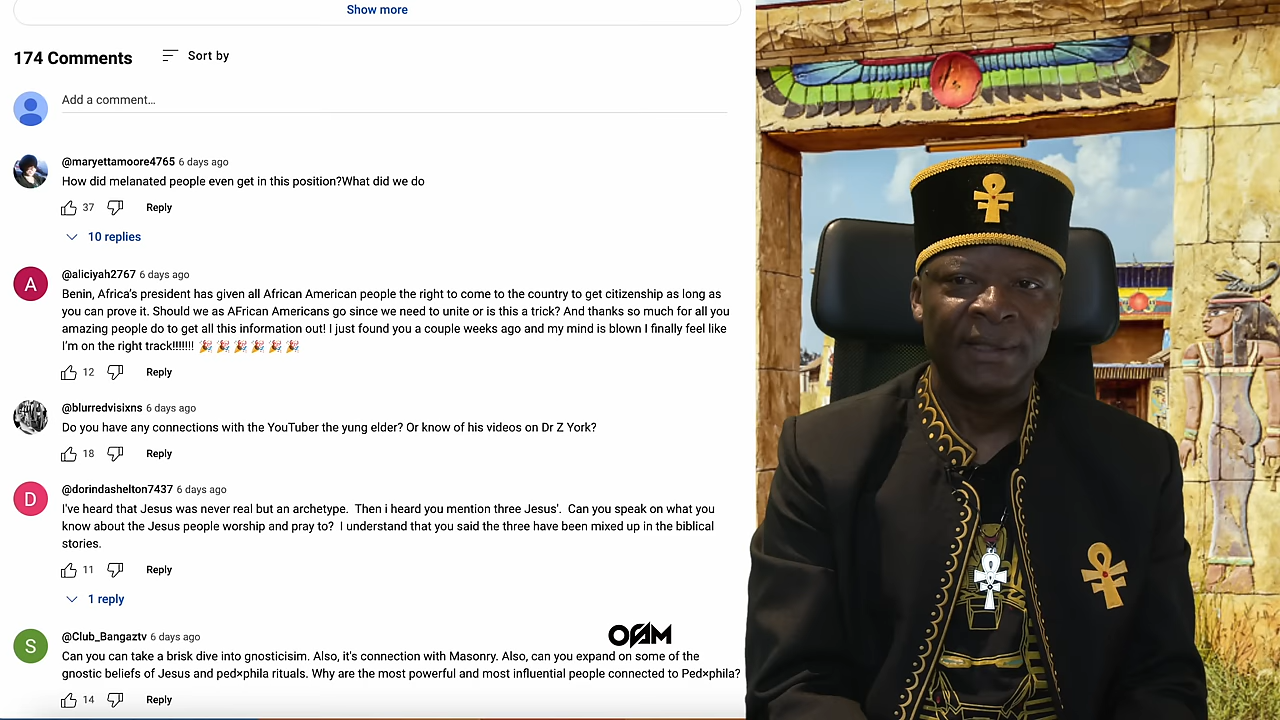 Show more
174 Comments
Sort by
Add a comment...
@maryettamoore4765 6 days ago
How did melanated people even get in this position?What did we do
37
Reply
10 replies
A
@aliciyah2767 6 days ago
Benin, Africa's president has given all African American people the right to come to the country to get citizenship as long as
you can prove it. Should we as AFrican Americans go since we need to unite or is this a trick? And thanks so much for all you
amazing people do to get all this information out! I just found you a couple weeks ago and my mind is blown I finally feel like
I'm on the right track!!!!!!! 🎉 🎉 🎉 🎉 🎉 🎉
12
Reply
@blurredvisixns 6 days ago
Do you have any connections with the YouTuber the yung elder? Or know of his videos on Dr Z York?
18
Reply
D
@dorindashelton7437 6 days ago
I've heard that Jesus was never real but an archetype. Then i heard you mention three Jesus'. Can you speak on what you
know about the Jesus people worship and pray to? I understand that you said the three have been mixed up in the biblical
stories.
11
Reply
1 reply
S
@Club_Bangaztv 6 days ago
Can you can take a brisk dive into gnosticisim. Also, it's connection with Masonry. Also, can you expand on some of the
gnostic beliefs of Jesus and ped×phila rituals. Why are the most powerful and most influential people connected to Ped×phila?
14
Reply
OFAM